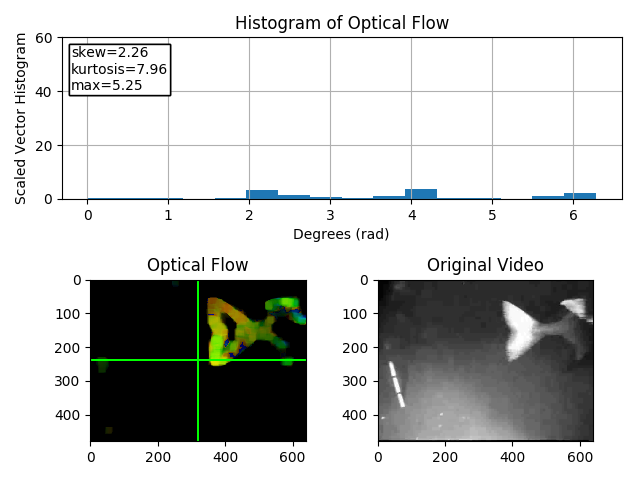 Histogram of Optical Flow
Scaled Vector Histogram
60
40
20
0
skew=2.26
kurtosis=7.96
max=5.25
0 1 2 3 4 5 6
Degrees (rad)
Optical Flow
0
100
200
300
400
0 200 400 600
Original Video
0
100
200
300
400
0 200 400 600